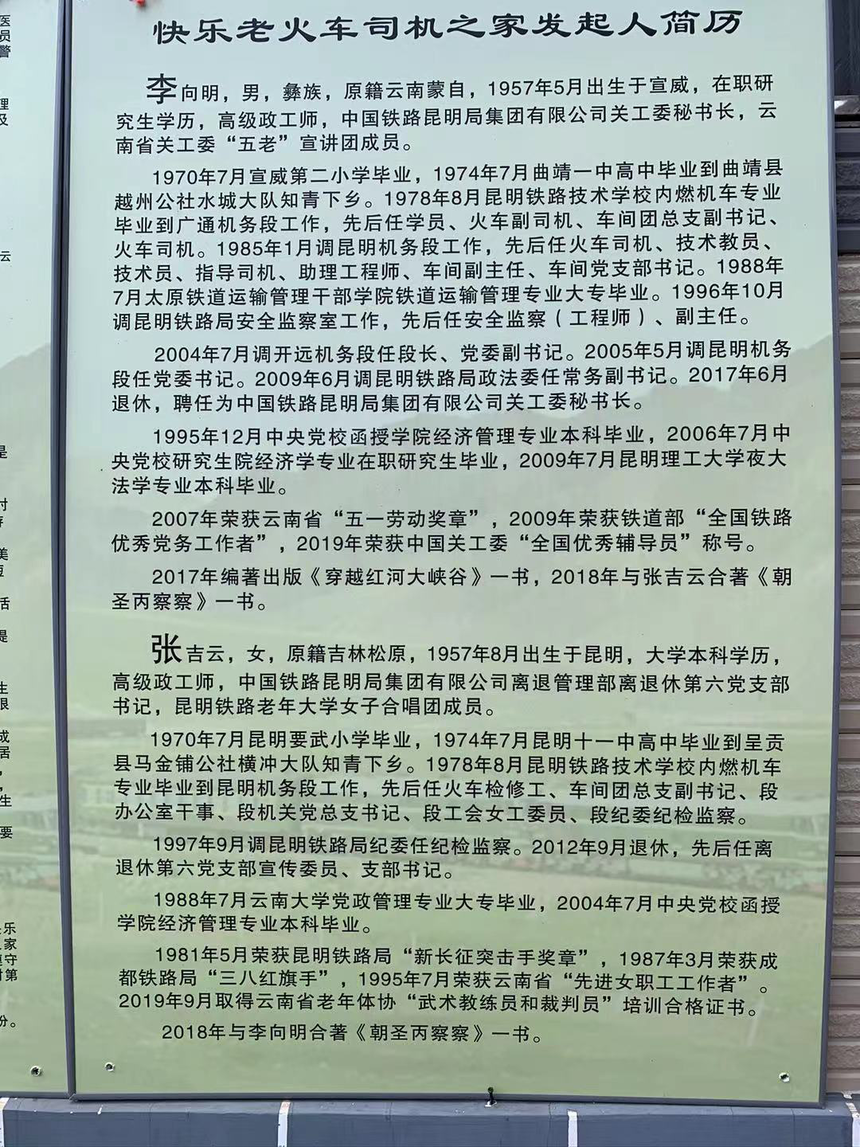 快乐老火车司机之家发起人简历
李向明，男，彝族，原籍云南蒙自，1957年5月出生于宣威，在职研
究生学历，高级政工师，中国铁路昆明局集团有限公司关工委秘书长，云
南省关工委“五老”宣讲团成员。
1970年7月宣威第二小学毕业，1974年7月曲靖一中高中毕业到曲靖县
越州公社水城大队知青下乡。1978年8月昆明铁路技术学校内燃机车专业
毕业到广通机务段工作，先后任学员、火车副司机、车间团总支副书记、
火车司机。1985年1月调昆明机务段工作，先后任火车司机、技术教员、
技术员、指导司机、助理工程师、车间副主任、车间党支部书记。1988年
7月太原铁道运输管理干部学院铁道运输管理专业大专毕业。1996年10月
调昆明铁路局安全监察室工作，先后任安全监察（工程师）、副主任。
2004年7月调开远机务段任段长、党委副书记。2005年5月调昆明机务
段任党委书记。2009年6月调昆明铁路局政法委任常务副书记。2017年6月
退休，聘任为中国铁路昆明局集团有限公司关工委秘书长。
1995年12月中央党校函授学院经济管理专业本科毕业，2006年7月中
央党校研究生院经济学专业在职研究生毕业，2009年7月昆明理工大学夜大
法学专业本科毕业。
2007年荣获云南省“五一劳动奖章”，2009年荣获铁道部“全国铁路
优秀党务工作者”，2019年荣获中国关工委“全国优秀辅导员”称号。
2017年编著出版《穿越红河大峡谷》一书，2018年与张吉云合著《朝
圣丙察察》一书。
张吉云，女，原籍吉林松原，1957年8月出生于昆明，大学本科学历，
高级政工师，中国铁路昆明局集团有限公司离退管理部离退休第六党支部
书记，昆明铁路老年大学女子合唱团成员。
1970年7月昆明要武小学毕业，1974年7月昆明十一中高中毕业到呈贡
县马金铺公社横冲大队知青下乡。1978年8月昆明铁路技术学校内燃机车
专业毕业到昆明机务段工作，先后任火车检修工、车间团总支副书记、段
办公室干事、段机关党总支书记、段工会女工委员、段纪委纪检监察。
1997年9月调昆明铁路局纪委任纪检监察。2012年9月退休，先后任离
退休第六党支部宣传委员、支部书记。
1988年7月云南大学党政管理专业大专毕业，2004年7月中央党校函授
学院经济管理专业本科毕业。
1981年5月荣获昆明铁路局“新长征突击手奖章”，1987年3月荣获成
都铁路局“三八红旗手”，1995年7月荣获云南省“先进女职工工作者”。
2019年9月取得云南省老年体协“武术教练员和裁判员”培训合格证书。
2018年与李向明合著《朝圣丙察察》一书。